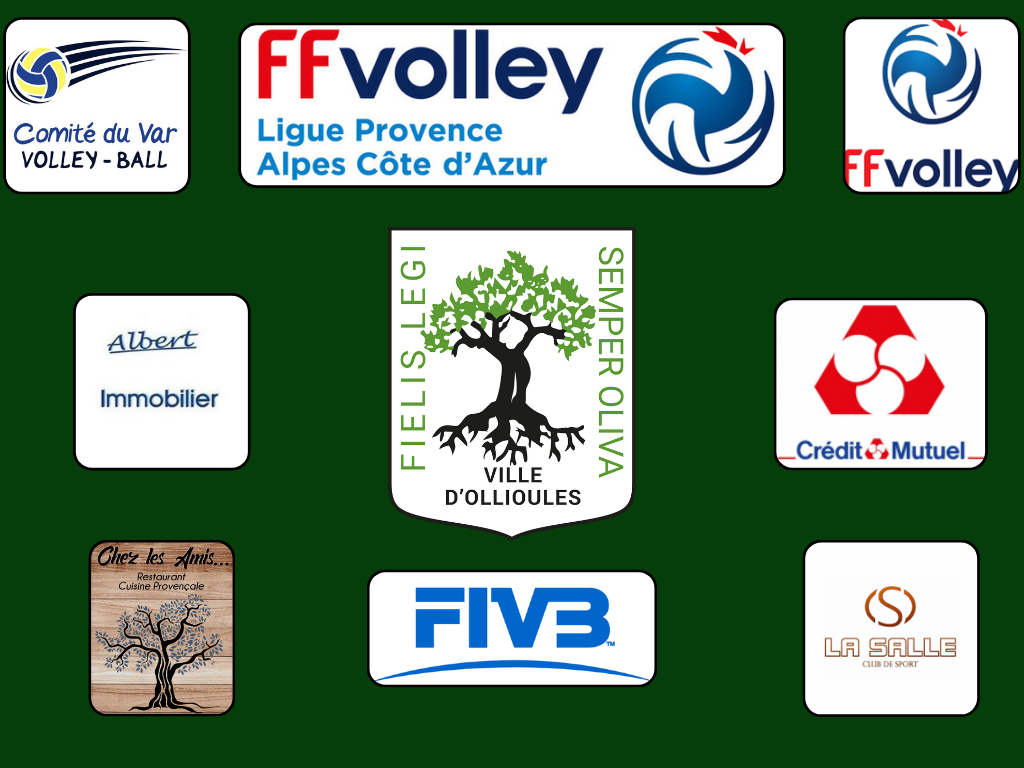 Comité du Var
VOLLEY - BALL
FFvolley
Ligue Provence
Alpes Côte d'Azur
FFvolley
FIELIS LEGI
SEMPER OLIVA
VILLE
D'OLLIOULES
Albert
Immobilier
Crédit Mutuel
Chez les Amis...
Restaurant
Cuisine Provençale
FIVB™
S
LA SALLE
CLUB DE SPORT